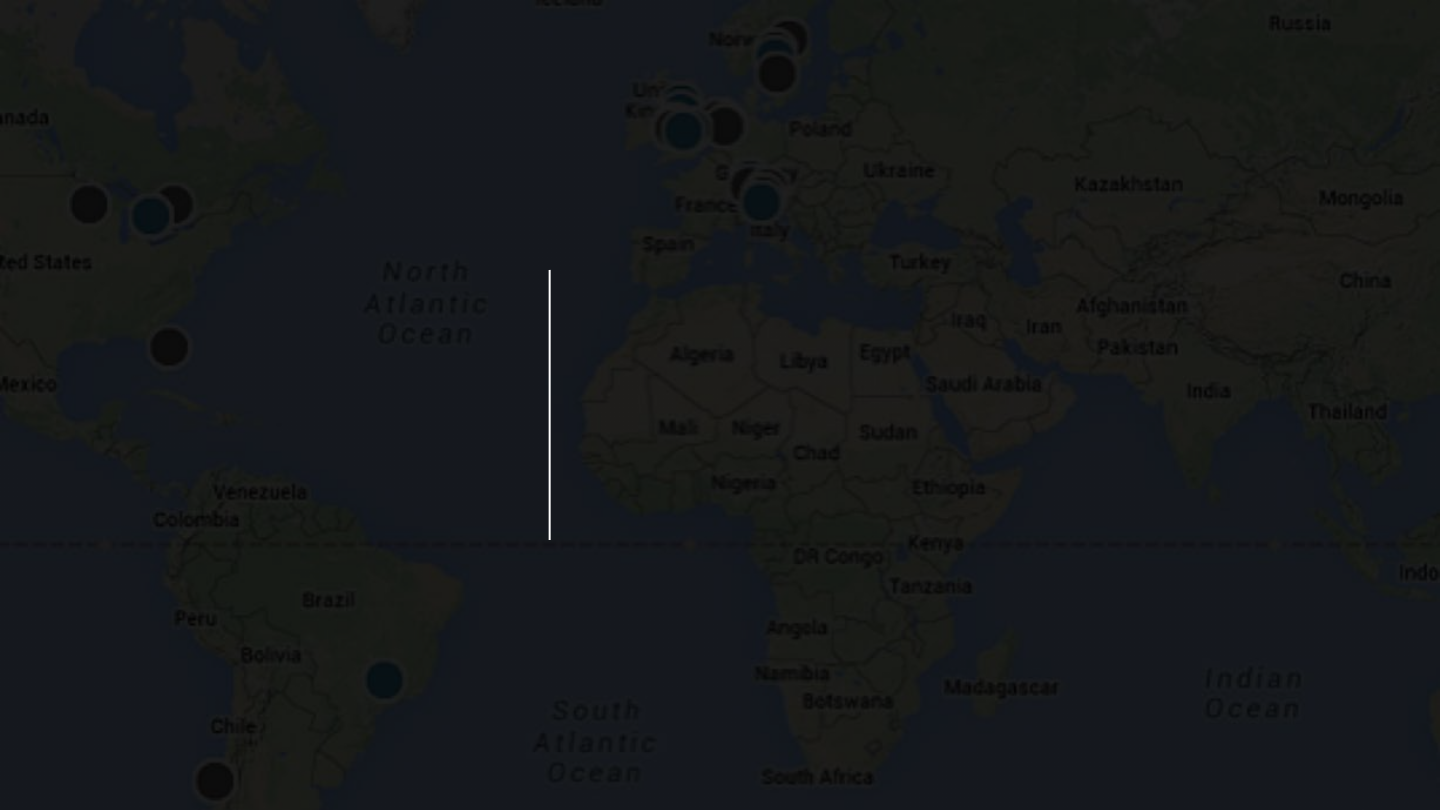 Iceland
Russia
Norw
Unit
Kin
anada
Poland
Ukraine
Kazakhstan
Mongolia
France
Italy
ted States
Spain
Turkey
North
Atlantic
Ocean
China
Afghanistan
Iraq
Iran
Pakistan
Algeria
Libya
Egypt
Mexico
Saudi Arabia
India
Thailand
Mali
Niger
Sudan
Chad
Nigeria
Ethiopia
Venezuela
Colombia
Kenya
DR Congo
Indo
Tanzania
Brazil
Peru
Angola
Bolivia
Namibia
Madagascar
Botswana
Indian
Ocean
Chile
South
Atlantic
Ocean
South Africa